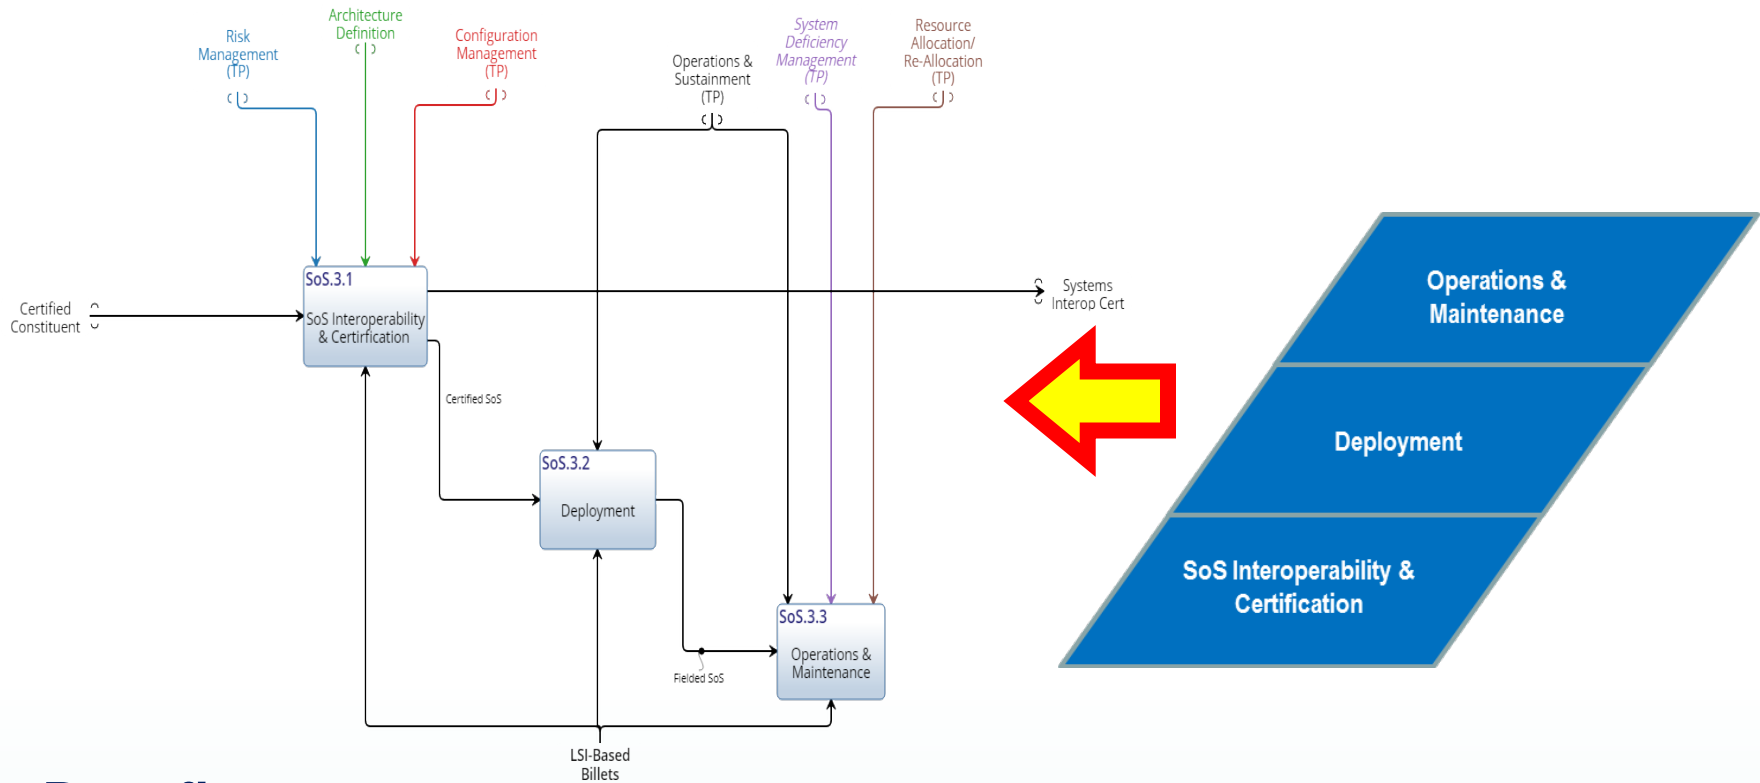 Risk
Management
(TP)
Architecture
Definition
Configuration
Management
(TP)
Operations &
Sustainment
(TP)
System
Deficiency
Management
(TP)
Resource
Allocation/
Re-Allocation
(TP)
Certified
Constituent
SoS.3.1
SoS Interoperability
& Certirfication
Systems
Interop Cert
Certified SoS
SoS.3.2
Deployment
Fielded SoS
SoS.3.3
Operations &
Maintenance
LSI-Based
Billets
Operations &
Maintenance
Deployment
SoS Interoperability &
Certification